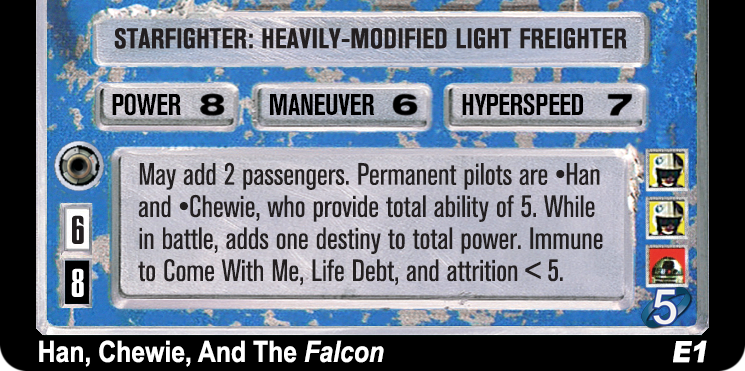 STARFIGHTER: HEAVILY-MODIFIED LIGHT FREIGHTER
POWER 8 MANEUVER 6 HYPERSPEED 7
May add 2 passengers. Permanent pilots are •Han
and •Chewie, who provide total ability of 5. While
in battle, adds one destiny to total power. Immune
to Come With Me, Life Debt, and attrition < 5.
6
8
5
Han, Chewie, And The Falcon E1